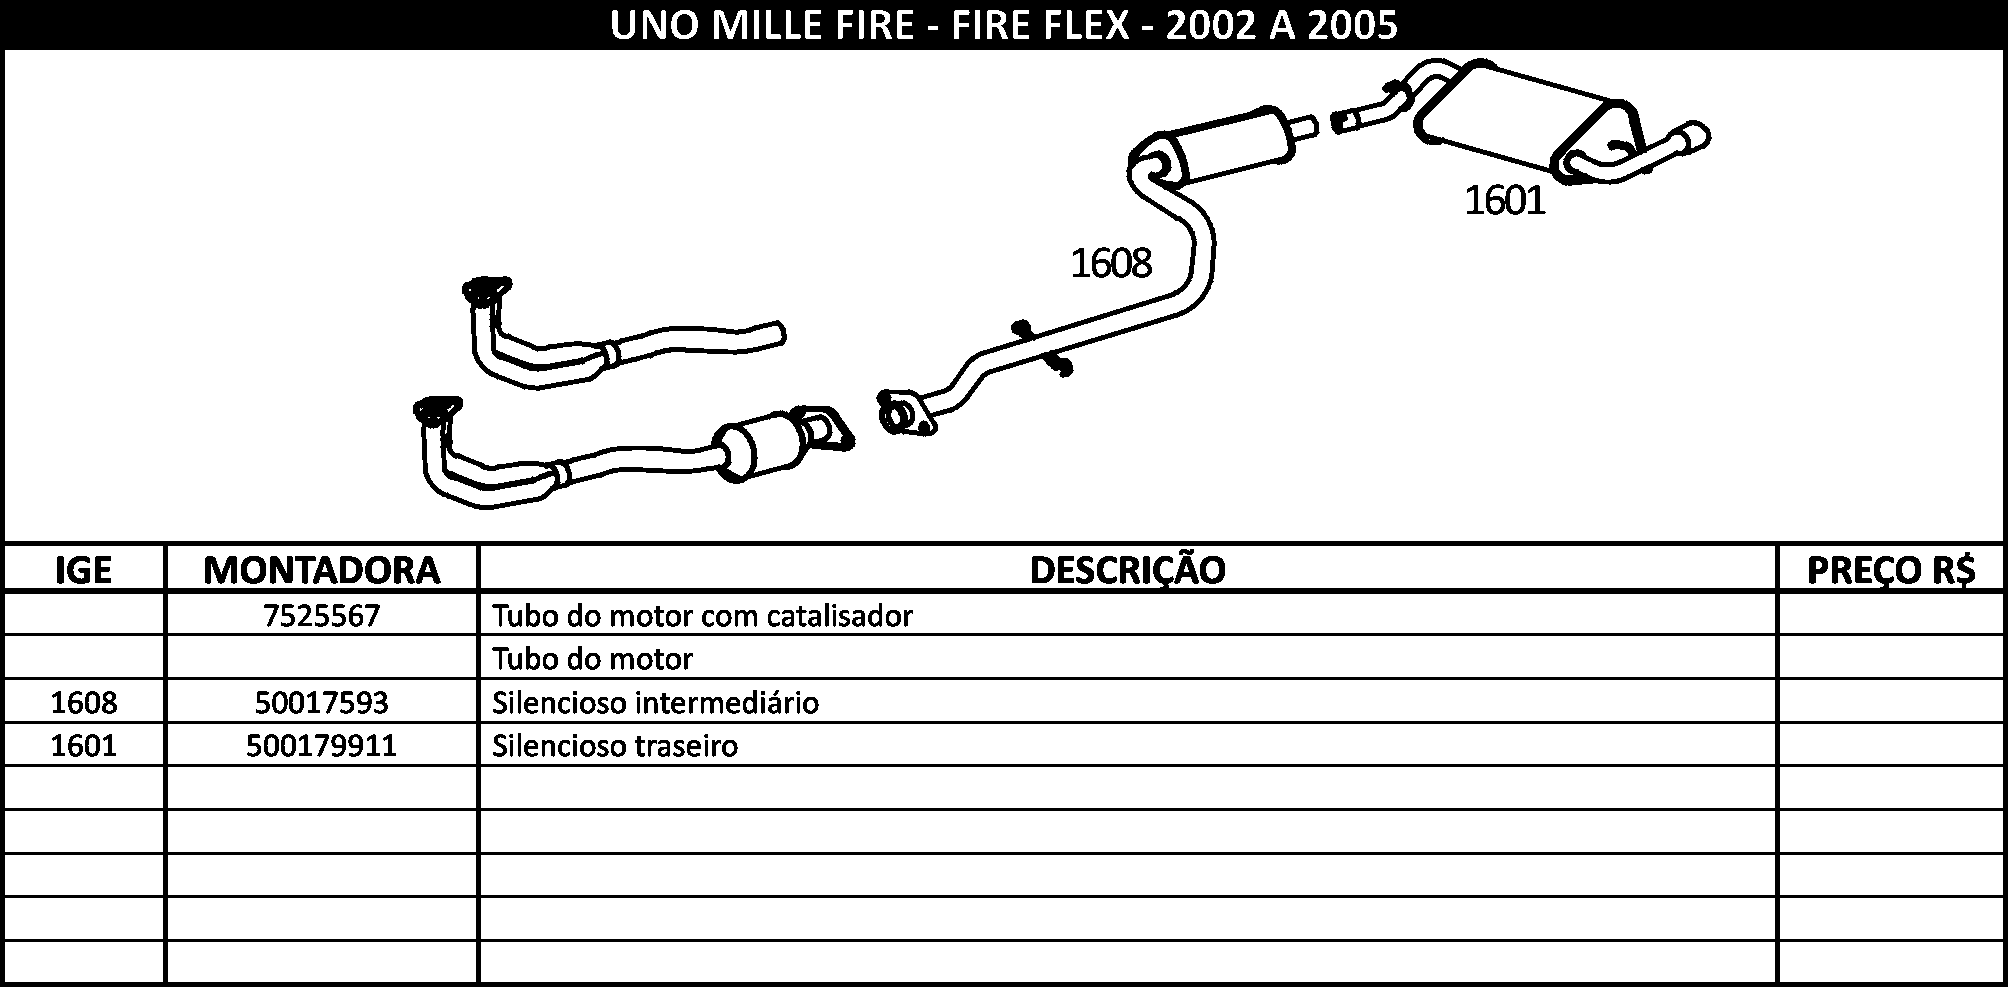 UNO MILLE FIRE - FIRE FLEX - 2002 A 2005
1601
1608
IGE MONTADORA DESCRIÇÃO PREÇO R$
7525567 Tubo do motor com catalisador
Tubo do motor
1608 50017593 Silencioso intermediário
1601 500179911 Silencioso traseiro